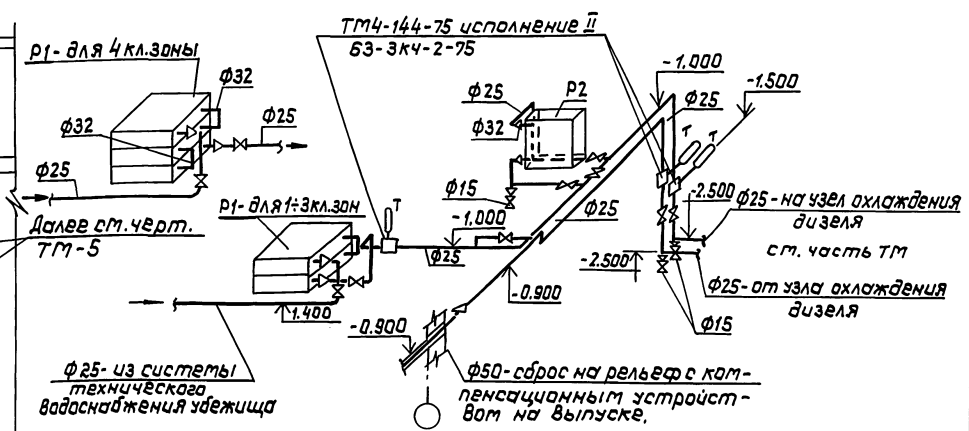 ТМ4-144-75 исполнение II
63-3КЧ-2-75
Р1-для 4кл.зоны
ф32
ф25
ф32
ф25
Далее см. черт.
ТМ-5
ф25
ф32
Р2
ф15
-1.000
-1.500
ф25
Т
Т
-2.500
ф25-на узел охлаждения
дизеля
см. часть ТМ
-2.500
ф25-от узла охлаждения
дизеля
ф15
Р1-для 1÷3кл.зон
Т
-1.000
ф25
ф25
-0.900
1.400
-0.900
ф25-из системы
технического
водоснабжения убежища
ф50-сброс на рельеф с ком-
пенсационным устройст-
вом на выпуске.